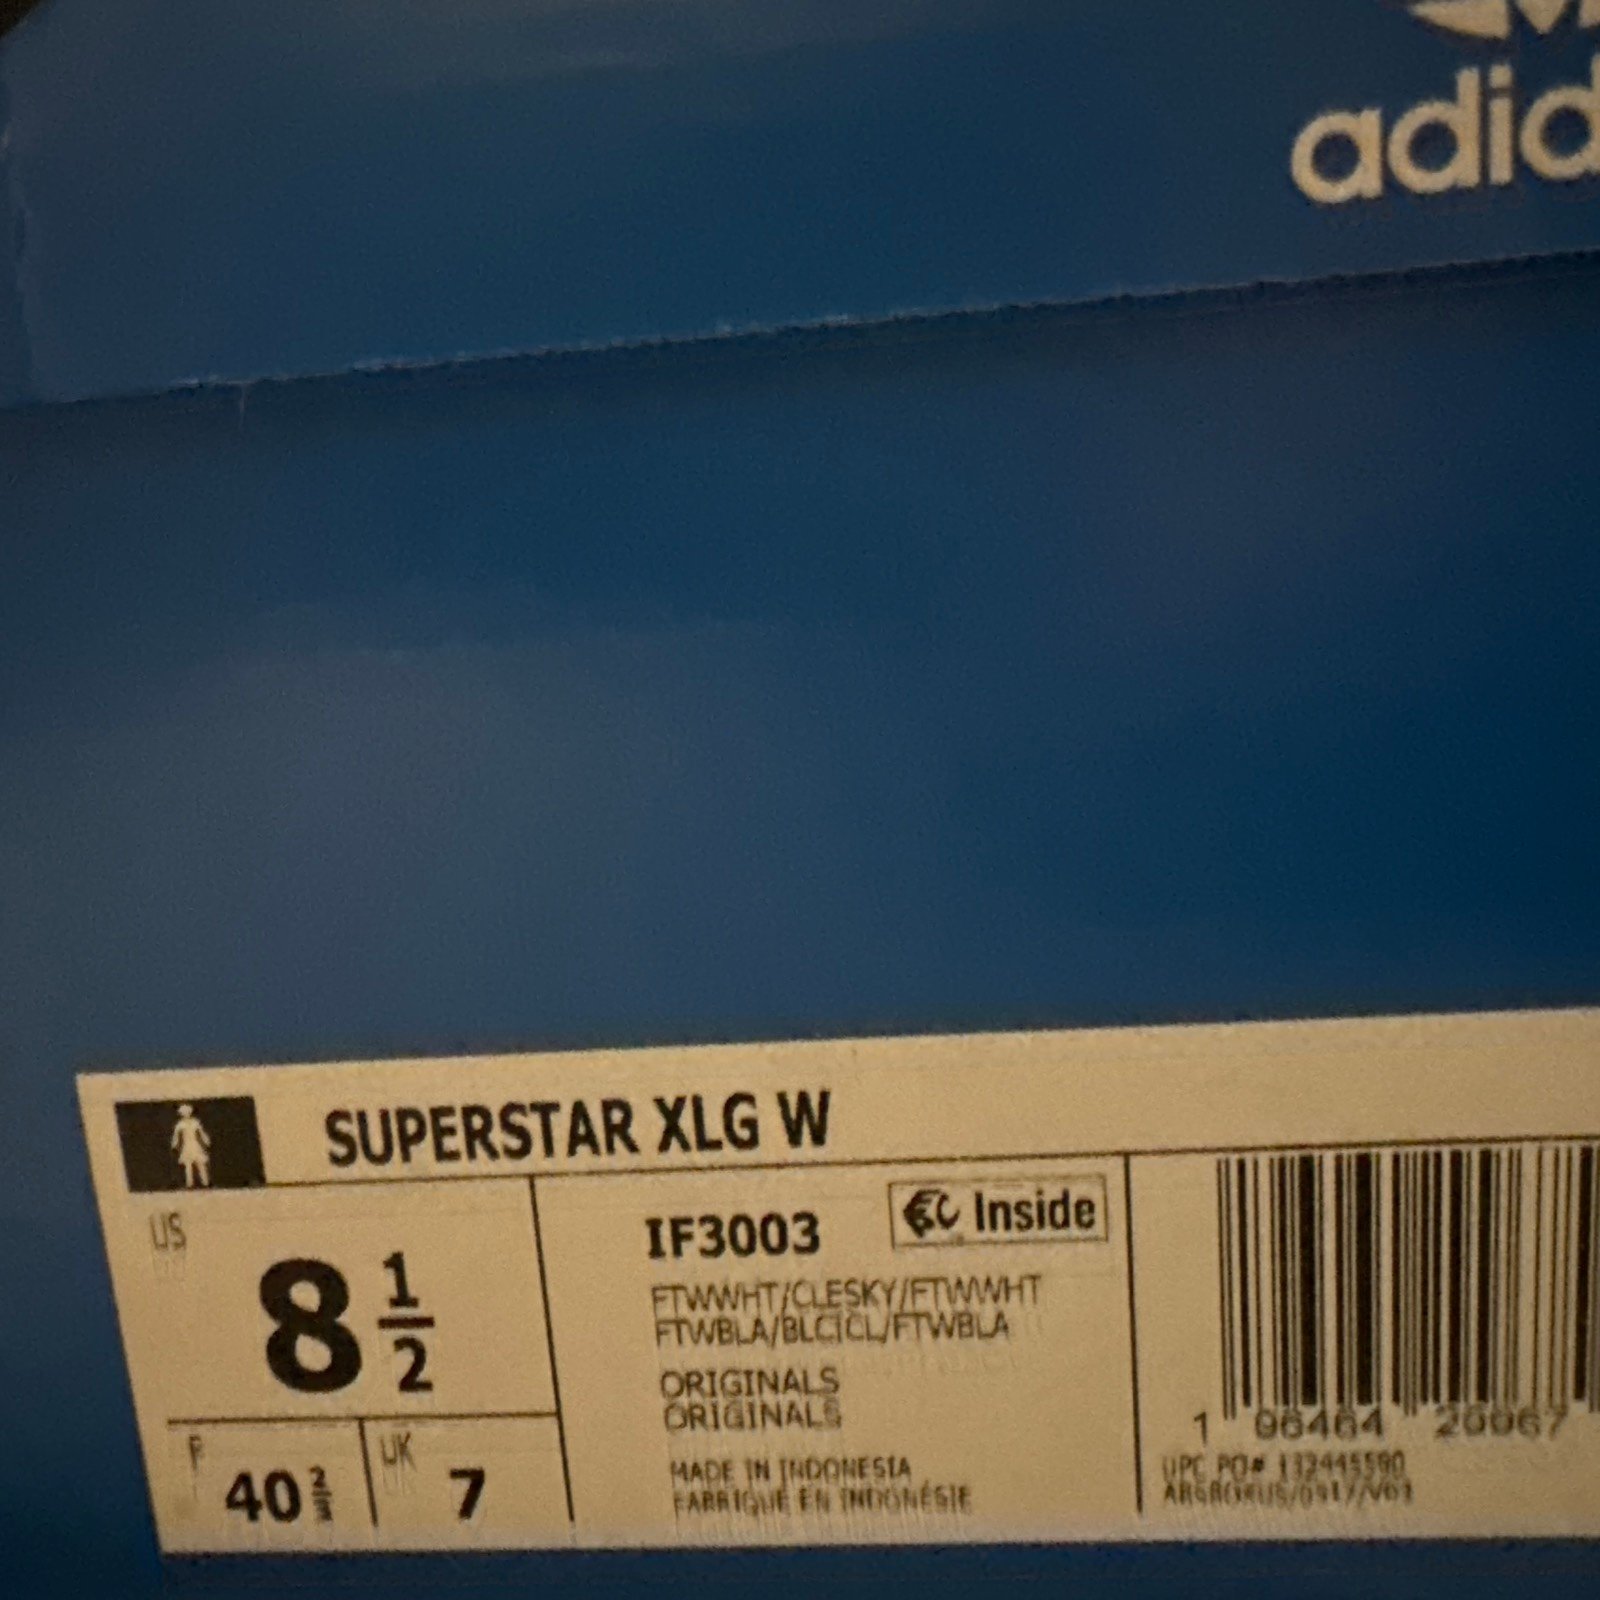 adid
SUPERSTAR XLG W
US
8 1/2
F 40 2/3
UK 7
IF3003
Inside
FTWWHT/CLESKY/FTWWHT
FTWBLA/BLCICL/FTWBLA
ORIGINALS
ORIGINALS
MADE IN INDONESIA
FABRIQUE EN INDONÉSIE
1 96464 20067
UPC PO# 132445590